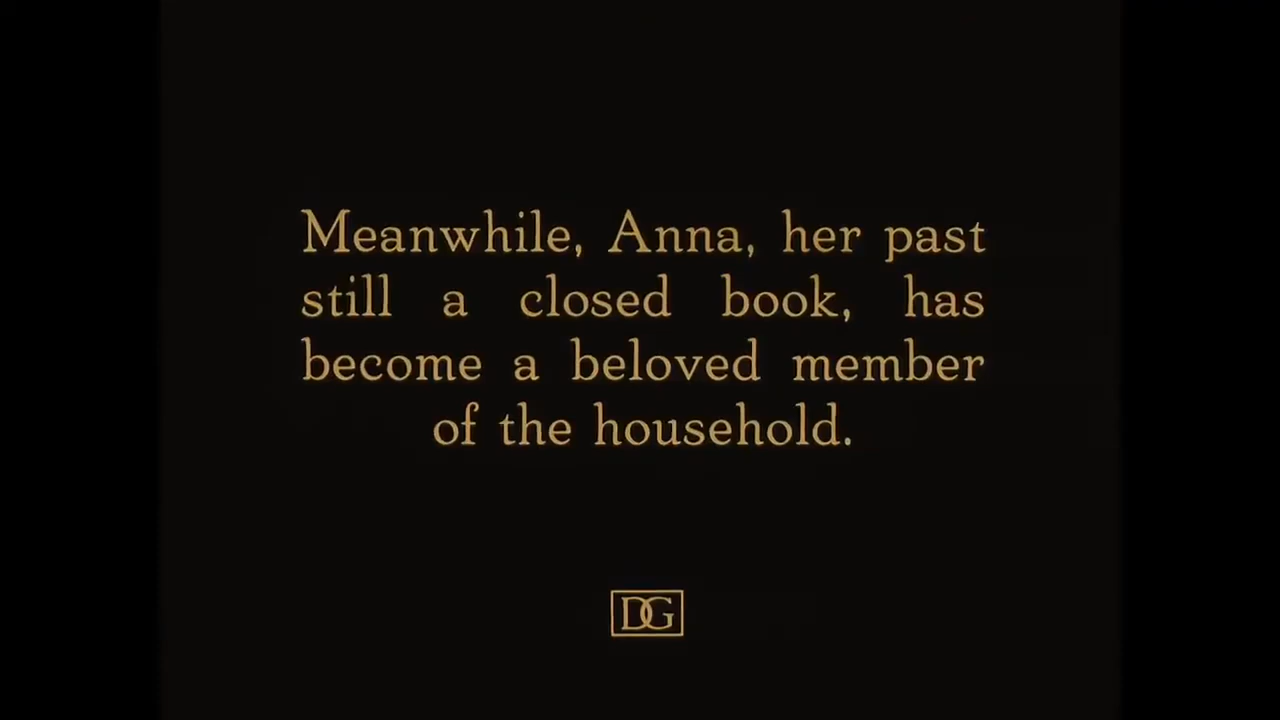 Meanwhile, Anna, her past
still a closed book, has
become a beloved member
of the household.
DG